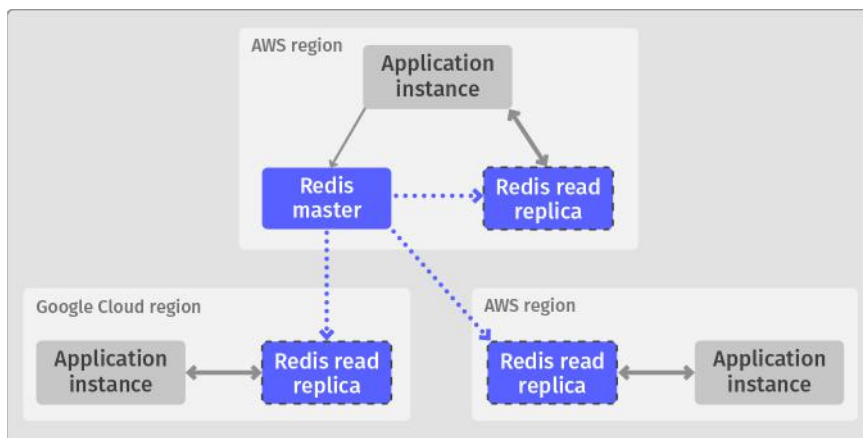 AWS region
Application
instance
Redis
master
Redis read
replica
Google Cloud region
Application
instance
Redis read
replica
AWS region
Redis read
replica
Application
instance